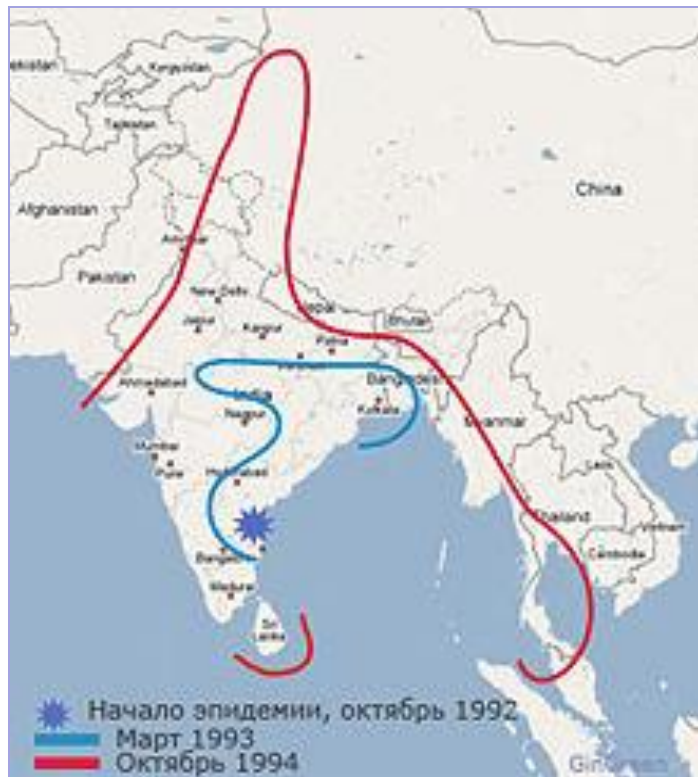 Kyrgyzstan
Tajikistan
China
Afghanistan
Pakistan
New Delhi
Jaipur
Kanpur
Nepal
Bhutan
Patna
Ahmedabad
India
Bangladesh
Kolkata
Nagpur
Myanmar
Mumbai
Pune
Hyderabad
Laos
Thailand
Vietnam
Cambodia
Madurai
Sri
Lanka
Начало эпидемии, октябрь 1992
Март 1993
Октябрь 1994